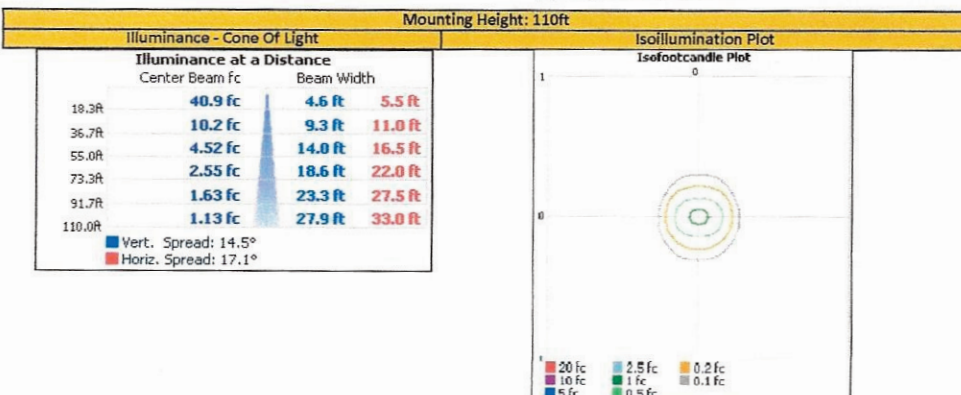 Mounting Height: 110ft
Illuminance - Cone Of Light
Isoillumination Plot
Illuminance at a Distance
Center Beam fc Beam Width
18.3ft 40.9 fc 4.6 ft 5.5 ft
36.7ft 10.2 fc 9.3 ft 11.0 ft
55.0ft 4.52 fc 14.0 ft 16.5 ft
73.3ft 2.55 fc 18.6 ft 22.0 ft
91.7ft 1.63 fc 23.3 ft 27.5 ft
110.0ft 1.13 fc 27.9 ft 33.0 ft
Vert. Spread: 14.5°
Horiz. Spread: 17.1°
Isofootcandle Plot
0
1
0
20 fc 2.5 fc 0.2 fc
10 fc 1 fc 0.1 fc
5 fc 0.5 fc